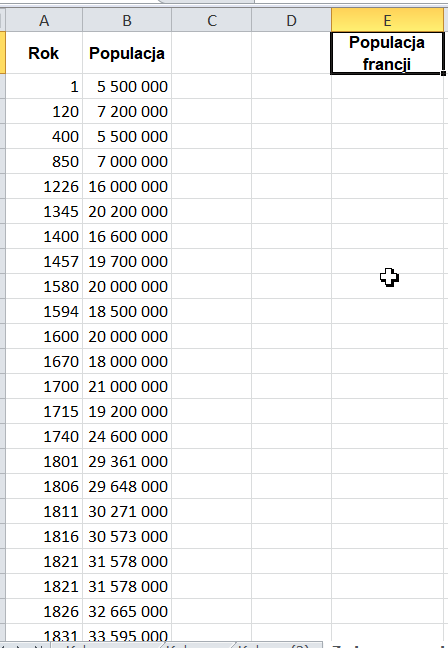 A B C D E
Rok Populacja Populacja
francji
1 5 500 000
120 7 200 000
400 5 500 000
850 7 000 000
1226 16 000 000
1345 20 200 000
1400 16 600 000
1457 19 700 000
1580 20 000 000
1594 18 500 000
1600 20 000 000
1670 18 000 000
1700 21 000 000
1715 19 200 000
1740 24 600 000
1801 29 361 000
1806 29 648 000
1811 30 271 000
1816 30 573 000
1821 31 578 000
1821 31 578 000
1826 32 665 000
1831 33 595 000